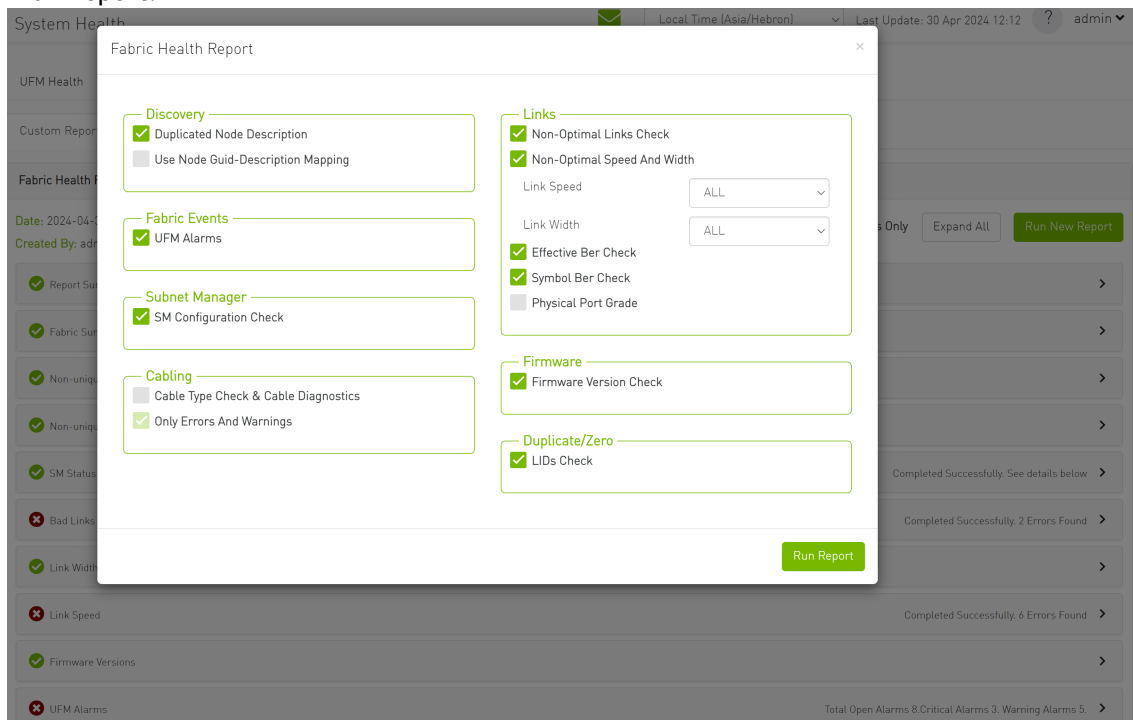 System Hea
Local Time (Asia/Hebron)
Last Update: 30 Apr 2024 12:12
?
admin
Fabric Health Report
×
UFM Health
Custom Repor
Fabric Health R
Date: 2024-04-3
Created By: adm
s Only
Expand All
Run New Report
Discovery
Duplicated Node Description
Use Node Guid-Description Mapping
Fabric Events
UFM Alarms
Subnet Manager
SM Configuration Check
Cabling
Cable Type Check & Cable Diagnostics
Only Errors And Warnings
Links
Non-Optimal Links Check
Non-Optimal Speed And Width
Link Speed
ALL
Link Width
ALL
Effective Ber Check
Symbol Ber Check
Physical Port Grade
Firmware
Firmware Version Check
Duplicate/Zero
LIDs Check
Run Report
Report Sum
Fabric Sum
Non-uniqu
Non-uniqu
SM Status
Completed Successfully. See details below
Bad Links
Completed Successfully. 2 Errors Found
Link Width
Link Speed
Completed Successfully. 6 Errors Found
Firmware Versions
UFM Alarms
Total Open Alarms 8.Critical Alarms 3. Warning Alarms 5.